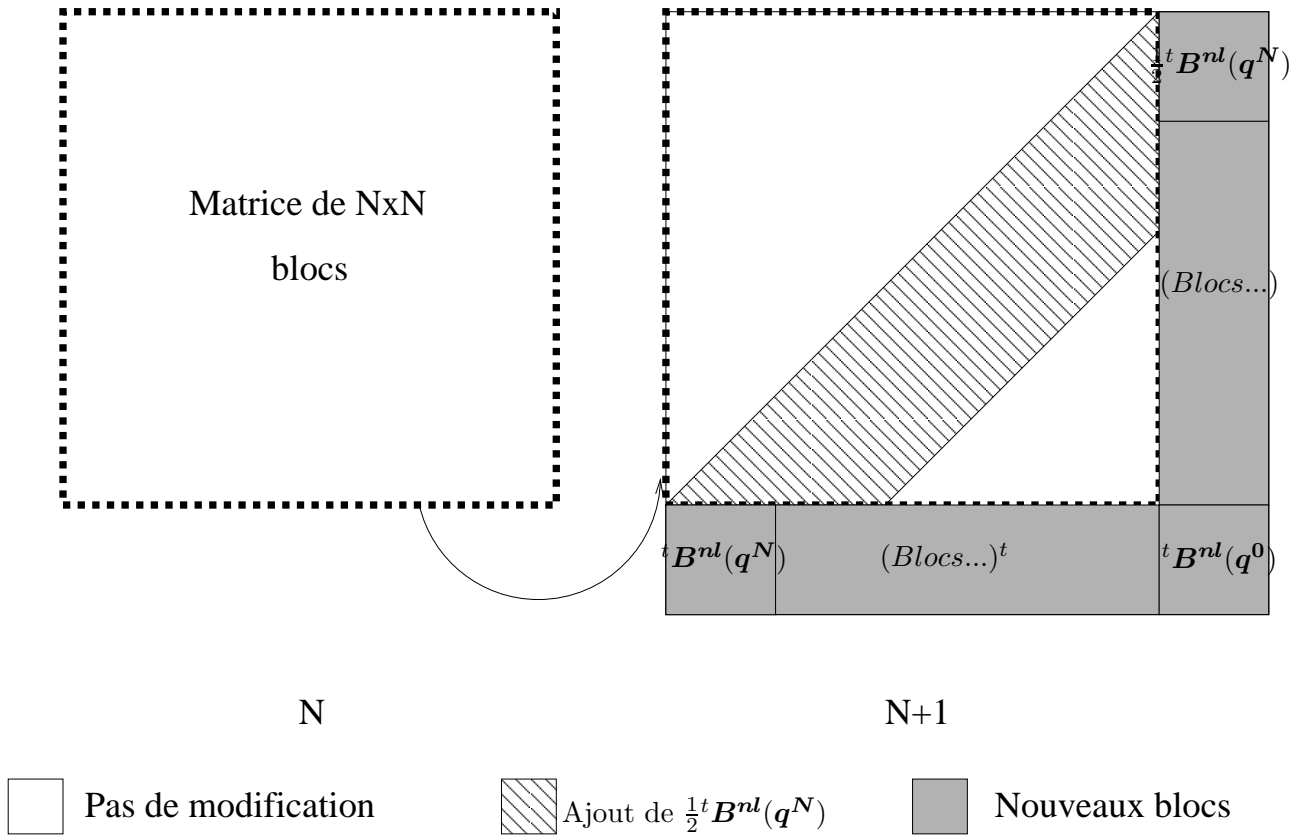 Matrice de NxN
blocs
½ᵗBⁿˡ(qᴺ)
(Blocs...)
ᵗBⁿˡ(qᴺ)
(Blocs...)ᵗ
ᵗBⁿˡ(q⁰)
N
N+1
Pas de modification
Ajout de ½ᵗBⁿˡ(qᴺ)
Nouveaux blocs